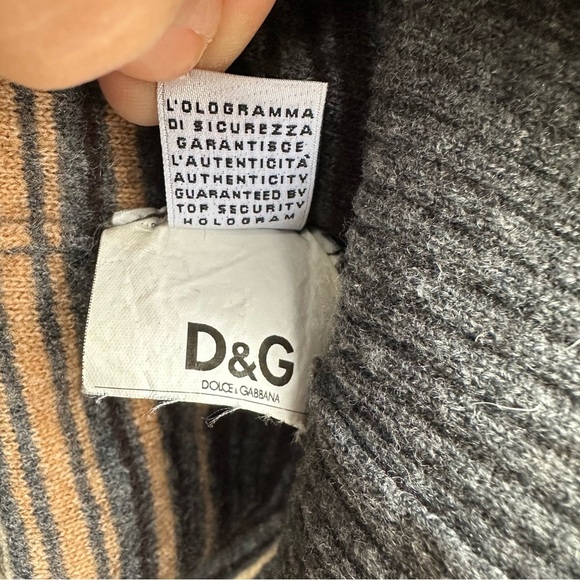 L'OLOGRAMMA
DI SICUREZZA
GARANTISCE
L'AUTENTICITÀ
AUTHENTICITY
GUARANTEED BY
TOP SECURITY
HOLOGRAM
D&G
DOLCE & GABBANA